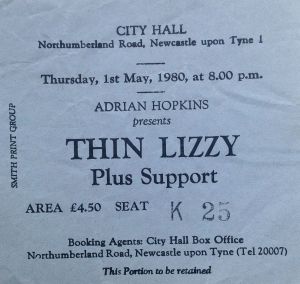 CITY HALL
Northumberland Road, Newcastle upon Tyne 1
Thursday, 1st May, 1980, at 8.00 p.m.
ADRIAN HOPKINS
presents
THIN LIZZY
Plus Support
AREA £4.50 SEAT K 25
Booking Agents: City Hall Box Office
Northumberland Road, Newcastle upon Tyne (Tel 20007)
This Portion to be retained
SMITH PRINT GROUP